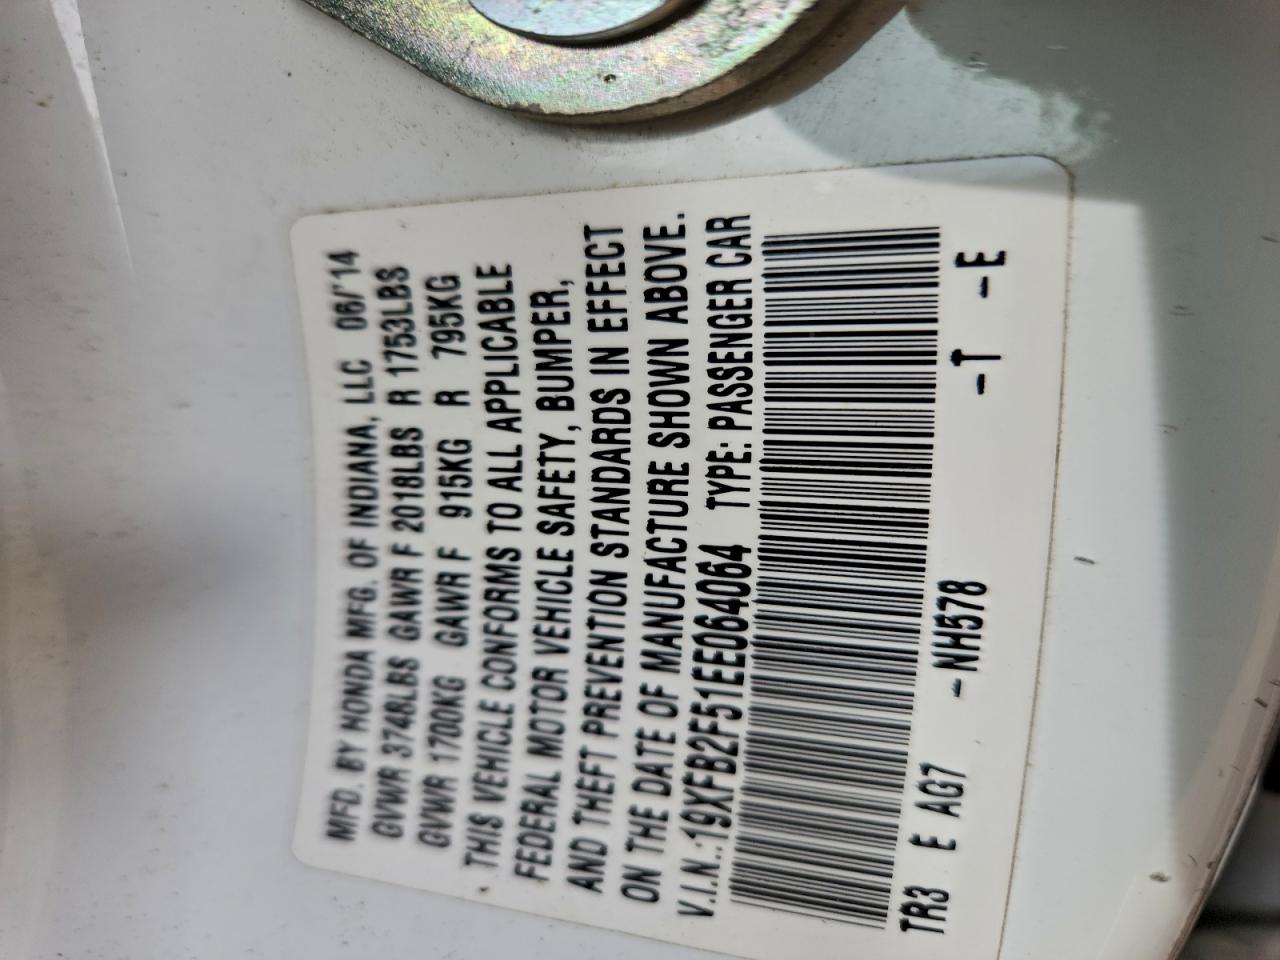 MFD. BY HONDA MFG. OF INDIANA, LLC 06/'14
GVWR 3748LBS GAWR F 2018LBS R 1753LBS
GVWR 1700KG GAWR F 915KG R 795KG
THIS VEHICLE CONFORMS TO ALL APPLICABLE
FEDERAL MOTOR VEHICLE SAFETY, BUMPER,
AND THEFT PREVENTION STANDARDS IN EFFECT
ON THE DATE OF MANUFACTURE SHOWN ABOVE.
V.I.N.:19XFB2F51EE064064 TYPE: PASSENGER CAR
TR3 E AG7 -NH578 -T -E